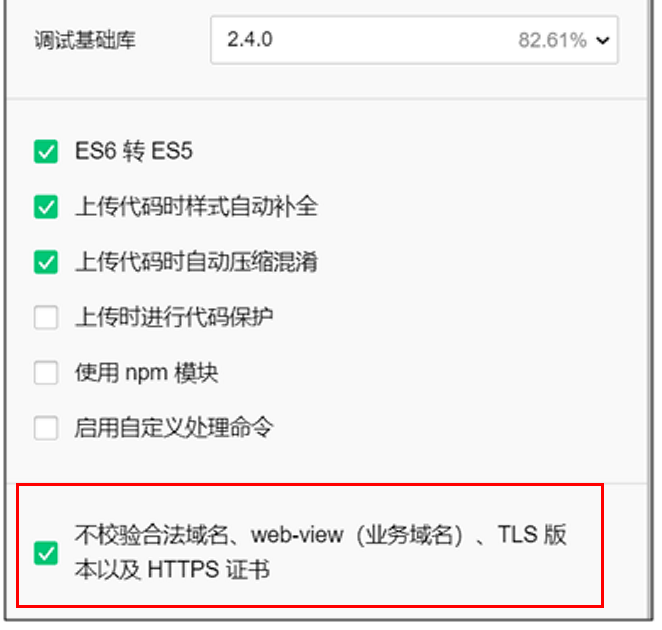 调试基础库
2.4.0 82.61%
ES6 转 ES5
上传代码时样式自动补全
上传代码时自动压缩混淆
上传时进行代码保护
使用 npm 模块
启用自定义处理命令
不校验合法域名、web-view（业务域名）、TLS 版
本以及 HTTPS 证书